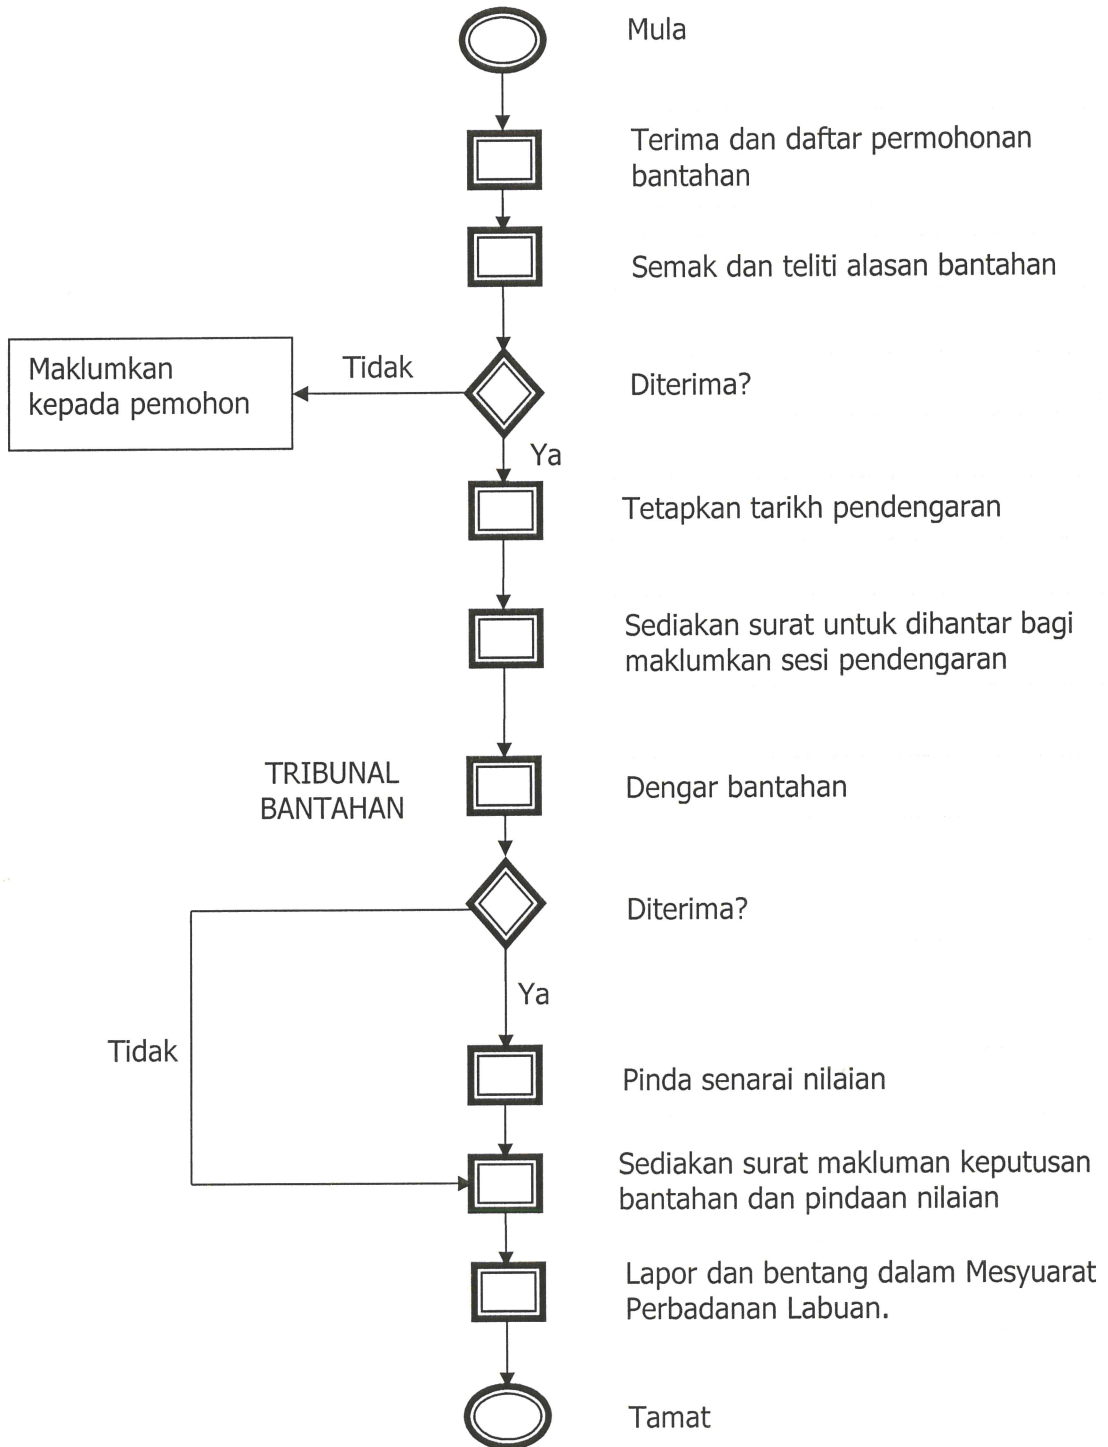 Mula
Terima dan daftar permohonan
bantahan
Semak dan teliti alasan bantahan
Maklumkan
kepada pemohon
Tidak
Diterima?
Ya
Tetapkan tarikh pendengaran
Sediakan surat untuk dihantar bagi
maklumkan sesi pendengaran
TRIBUNAL
BANTAHAN
Dengar bantahan
Diterima?
Ya
Tidak
Pinda senarai nilaian
Sediakan surat makluman keputusan
bantahan dan pindaan nilaian
Lapor dan bentang dalam Mesyuarat
Perbadanan Labuan.
Tamat